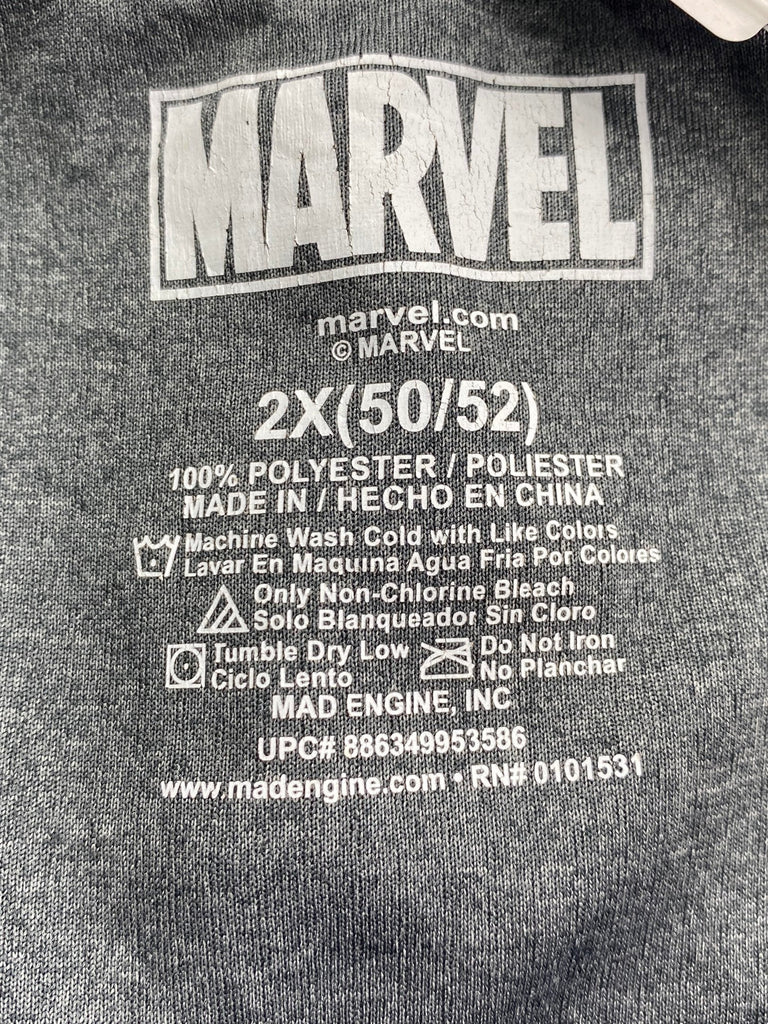 MARVEL
marvel.com
© MARVEL
2X(50/52)
100% POLYESTER / POLIESTER
MADE IN / HECHO EN CHINA
Machine Wash Cold with Like Colors
Lavar En Maquina Agua Fria Por Colores
Only Non-Chlorine Bleach
Solo Blanqueador Sin Cloro
Tumble Dry Low
Ciclo Lento
Do Not Iron
No Planchar
MAD ENGINE, INC
UPC# 886349953586
www.madengine.com • RN# 0101531